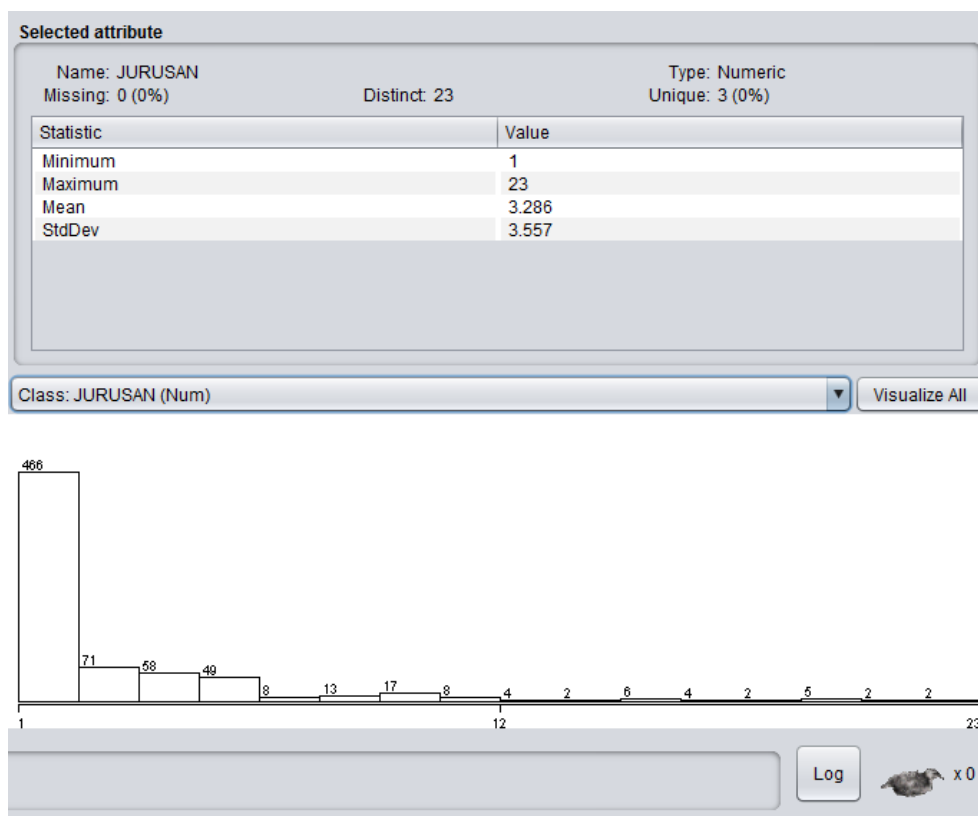 Selected attribute
Name: JURUSAN Type: Numeric
Missing: 0 (0%) Distinct: 23 Unique: 3 (0%)
Statistic Value
Minimum 1
Maximum 23
Mean 3.286
StdDev 3.557
Class: JURUSAN (Num) Visualize All
466
71
58
49
8
13
17
8
4
2
6
4
2
5
2
2
1 12 23
Log x 0